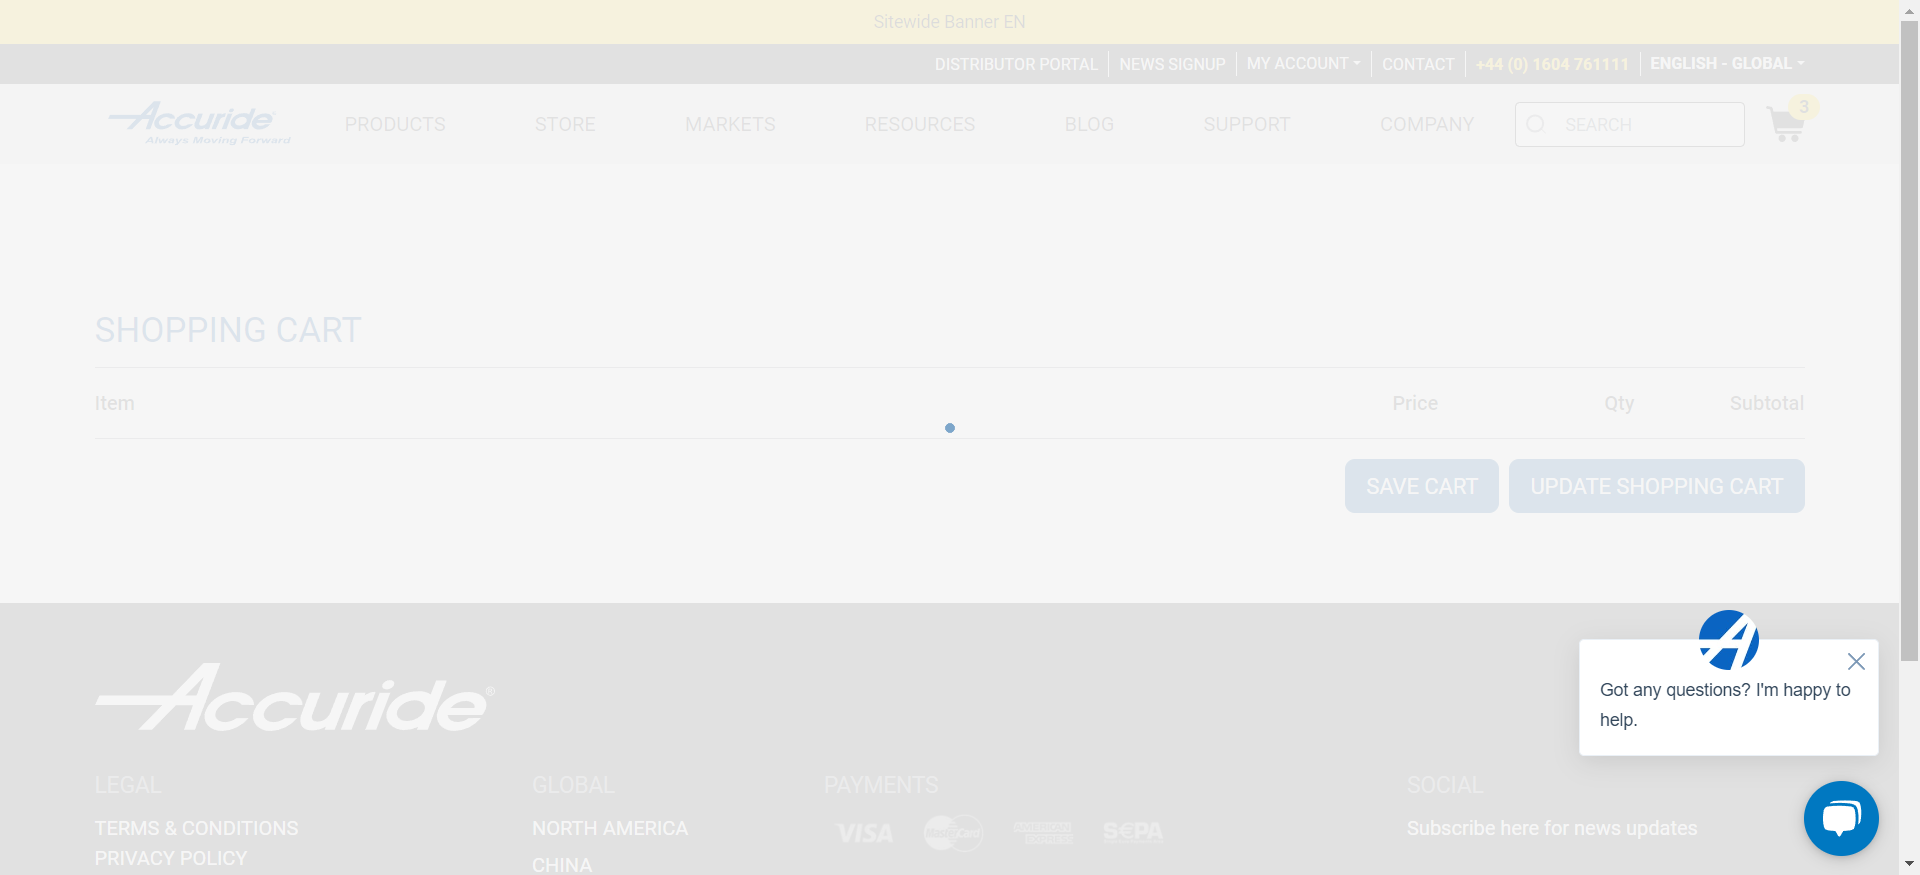 Sitewide Banner EN
DISTRIBUTOR PORTAL
NEWS SIGNUP
MY ACCOUNT
CONTACT
+44 (0) 1604 761111
ENGLISH - GLOBAL
Accuride
Always Moving Forward
PRODUCTS
STORE
MARKETS
RESOURCES
BLOG
SUPPORT
COMPANY
SEARCH
3
SHOPPING CART
Item
Price
Qty
Subtotal
SAVE CART
UPDATE SHOPPING CART
Accuride®
Got any questions? I'm happy to
help.
LEGAL
TERMS & CONDITIONS
PRIVACY POLICY
GLOBAL
NORTH AMERICA
CHINA
PAYMENTS
VISA
MasterCard
AMERICAN
EXPRESS
SEPA
SOCIAL
Subscribe here for news updates